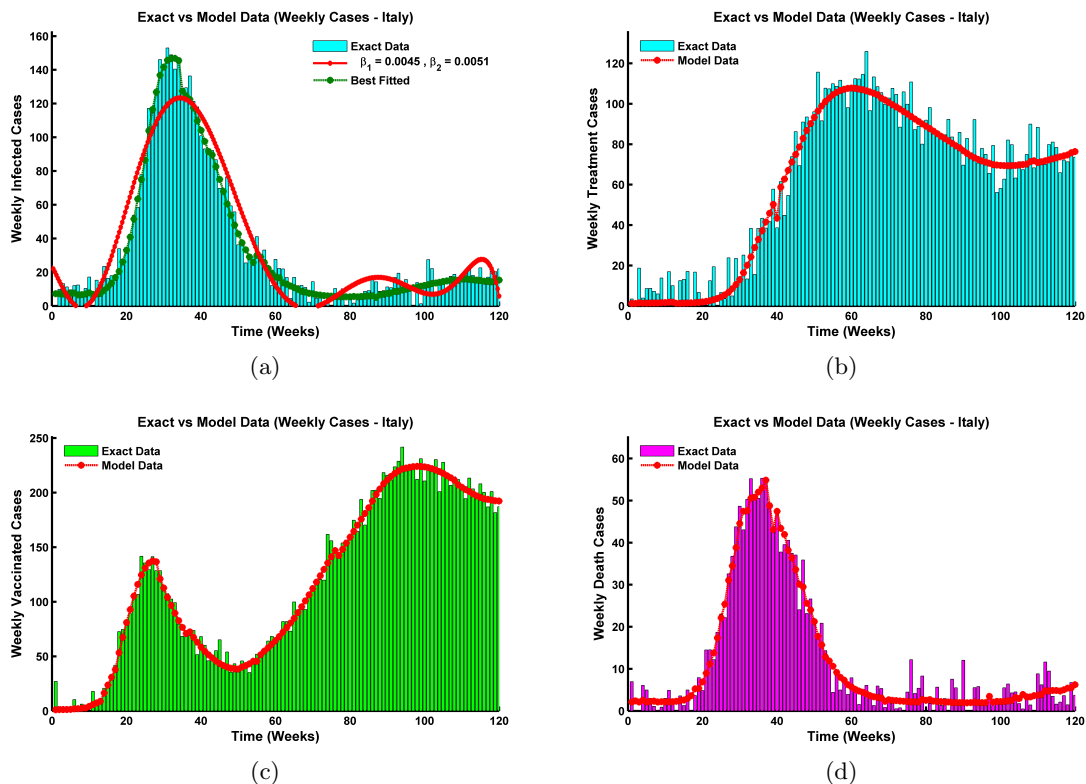 Exact vs Model Data (Weekly Cases - Italy)
160
140
120
100
80
60
40
20
0
Weekly Infected Cases
Exact Data
β1 = 0.0045 , β2 = 0.0051
Best Fitted
0 20 40 60 80 100 120
Time (Weeks)
(a)
Exact vs Model Data (Weekly Cases - Italy)
120
100
80
60
40
20
0
Weekly Treatment Cases
Exact Data
Model Data
0 20 40 60 80 100 120
Time (Weeks)
(b)
Exact vs Model Data (Weekly Cases - Italy)
250
200
150
100
50
0
Weekly Vaccinated Cases
Exact Data
Model Data
0 20 40 60 80 100 120
Time (Weeks)
(c)
Exact vs Model Data (Weekly Cases - Italy)
60
50
40
30
20
10
0
Weekly Death Cases
Exact Data
Model Data
0 20 40 60 80 100 120
Time (Weeks)
(d)